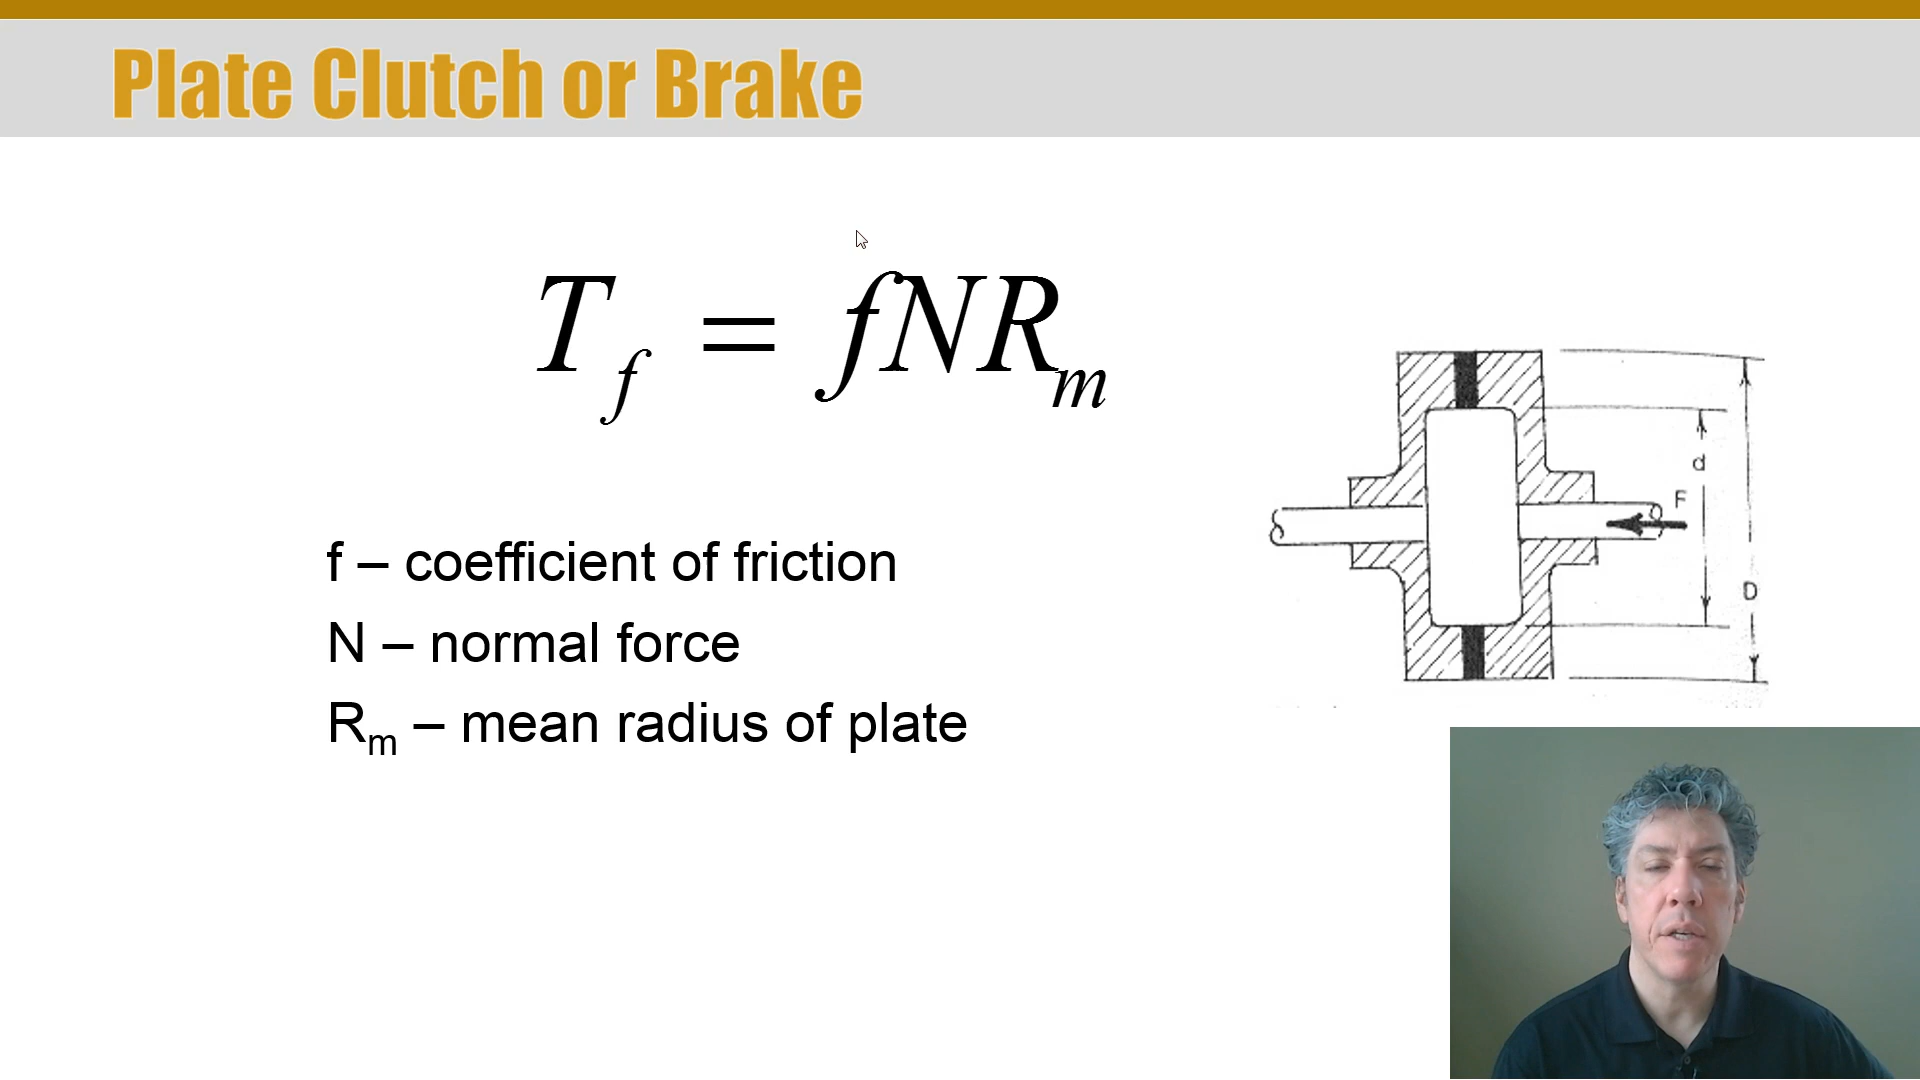 Plate Clutch or Brake
T_f = fNR_m
f – coefficient of friction
N – normal force
R_m – mean radius of plate
d
F
D